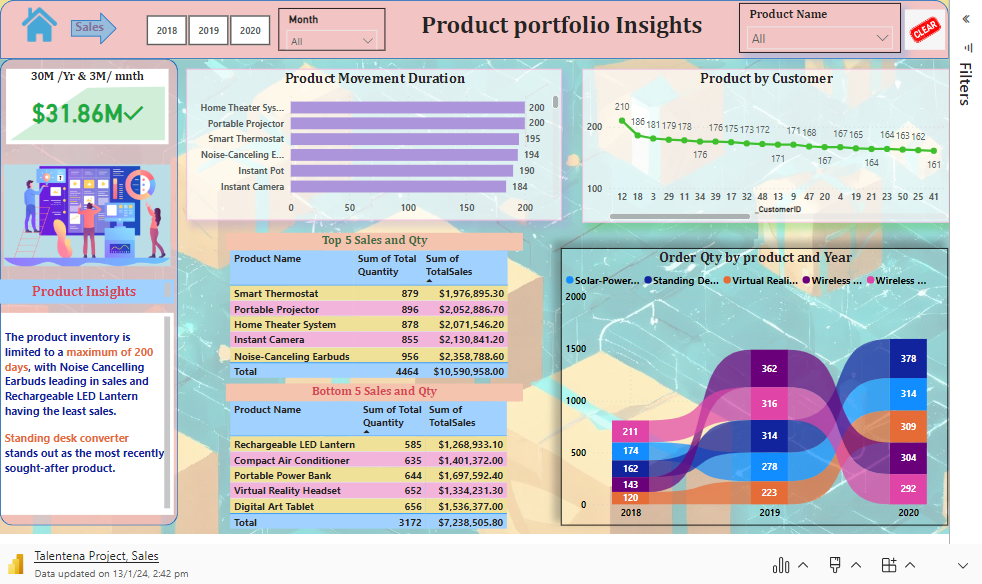 Sales
2018
2019
2020
Month
All
Product portfolio Insights
Product Name
All
CLEAR
Filters
30M /Yr & 3M/ mnth
$31.86M
Product Insights
The product inventory is
limited to a maximum of 200
days, with Noise Cancelling
Earbuds leading in sales and
Rechargeable LED Lantern
having the least sales.
Standing desk converter
stands out as the most recently
sought-after product.
Product Movement Duration
Home Theater Sys... 200
Portable Projector 200
Smart Thermostat 195
Noise-Canceling E... 194
Instant Pot 190
Instant Camera 184
0 50 100 150 200
Product by Customer
210
200 186 181 179 178 176 175 173 172 171 168 167 165 164 163 162
176 171 167 164 161
100
12 18 3 29 11 34 39 17 32 48 13 9 47 20 4 19 21 23 50 25 41
_CustomerID
Top 5 Sales and Qty
Product Name Sum of Total Quantity Sum of TotalSales
Smart Thermostat 879 $1,976,895.30
Portable Projector 896 $2,052,886.70
Home Theater System 878 $2,071,546.20
Instant Camera 855 $2,130,841.20
Noise-Canceling Earbuds 956 $2,358,788.60
Total 4464 $10,590,958.00
Bottom 5 Sales and Qty
Product Name Sum of Total Quantity Sum of TotalSales
Rechargeable LED Lantern 585 $1,268,933.10
Compact Air Conditioner 635 $1,401,372.00
Portable Power Bank 644 $1,697,592.40
Virtual Reality Headset 652 $1,334,231.30
Digital Art Tablet 656 $1,536,377.00
Total 3172 $7,238,505.80
Order Qty by product and Year
Solar-Power... Standing De... Virtual Reali... Wireless ... Wireless ...
2000
1500
1000
500
0
211
174
162
143
120
362
316
314
278
223
378
314
309
304
292
2018 2019 2020
Talentena Project, Sales
Data updated on 13/1/24, 2:42 pm